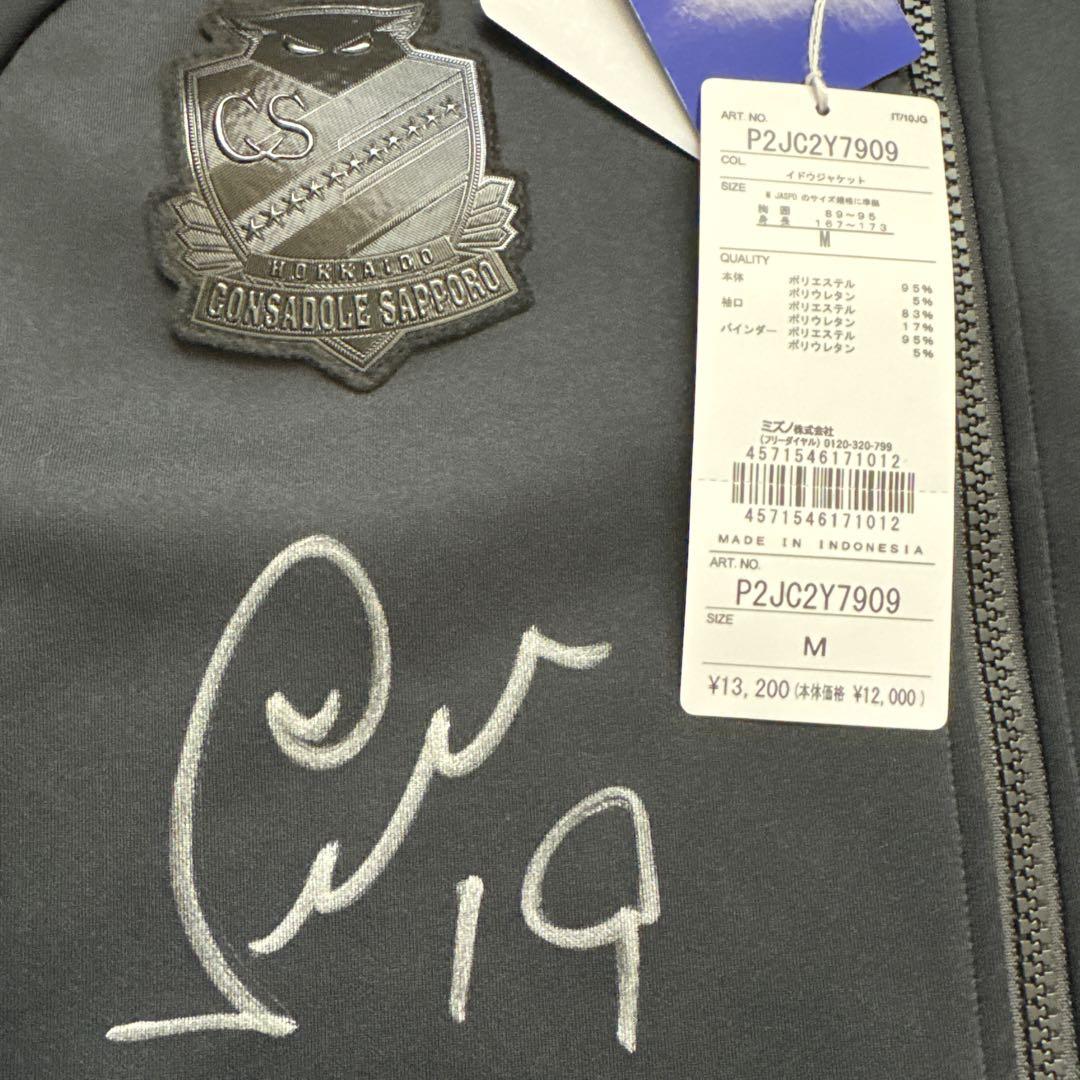 CS
HOKKAIDO
CONSADOLE SAPPORO
ART. NO. IT/10JG
P2JC2Y7909
COL.
イドウジャケット
SIZE
M JASPO のサイズ規格に準拠
胸囲 89~95
身長 167~173
M
QUALITY
本体 ポリエステル 95%
ポリウレタン 5%
袖口 ポリエステル 83%
ポリウレタン 17%
バインダー ポリエステル 95%
ポリウレタン 5%
ミズノ株式会社
(フリーダイヤル) 0120-320-799
4571546171012
4571546171012
MADE IN INDONESIA
ART. NO.
P2JC2Y7909
SIZE
M
¥13,200(本体価格 ¥12,000)
19